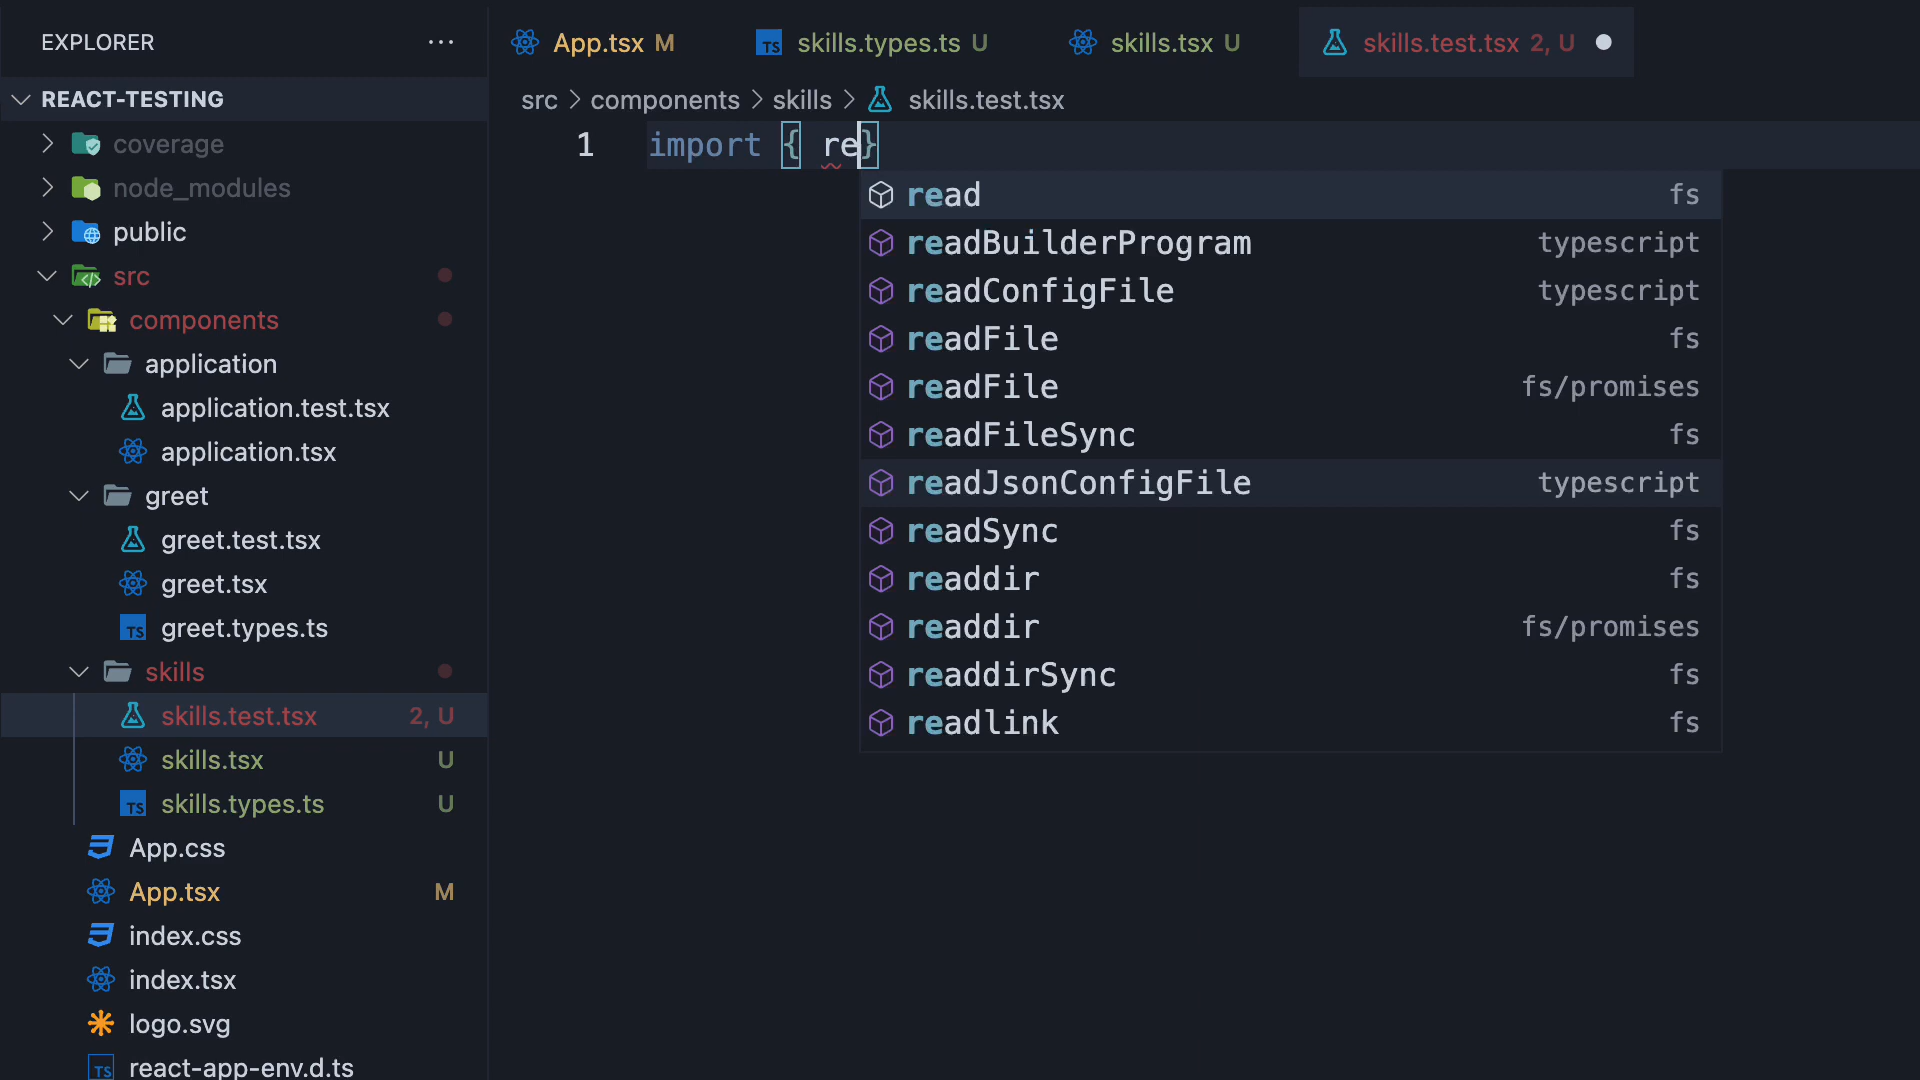 EXPLORER
REACT-TESTING
coverage
node_modules
public
src
components
application
application.test.tsx
application.tsx
greet
greet.test.tsx
greet.tsx
greet.types.ts
skills
skills.test.tsx 2, U
skills.tsx U
skills.types.ts U
App.css
App.tsx M
index.css
index.tsx
logo.svg
react-app-env.d.ts
App.tsx M
skills.types.ts U
skills.tsx U
skills.test.tsx 2, U
src > components > skills > skills.test.tsx
1 import { re}
read fs
readBuilderProgram typescript
readConfigFile typescript
readFile fs
readFile fs/promises
readFileSync fs
readJsonConfigFile typescript
readSync fs
readdir fs
readdir fs/promises
readdirSync fs
readlink fs